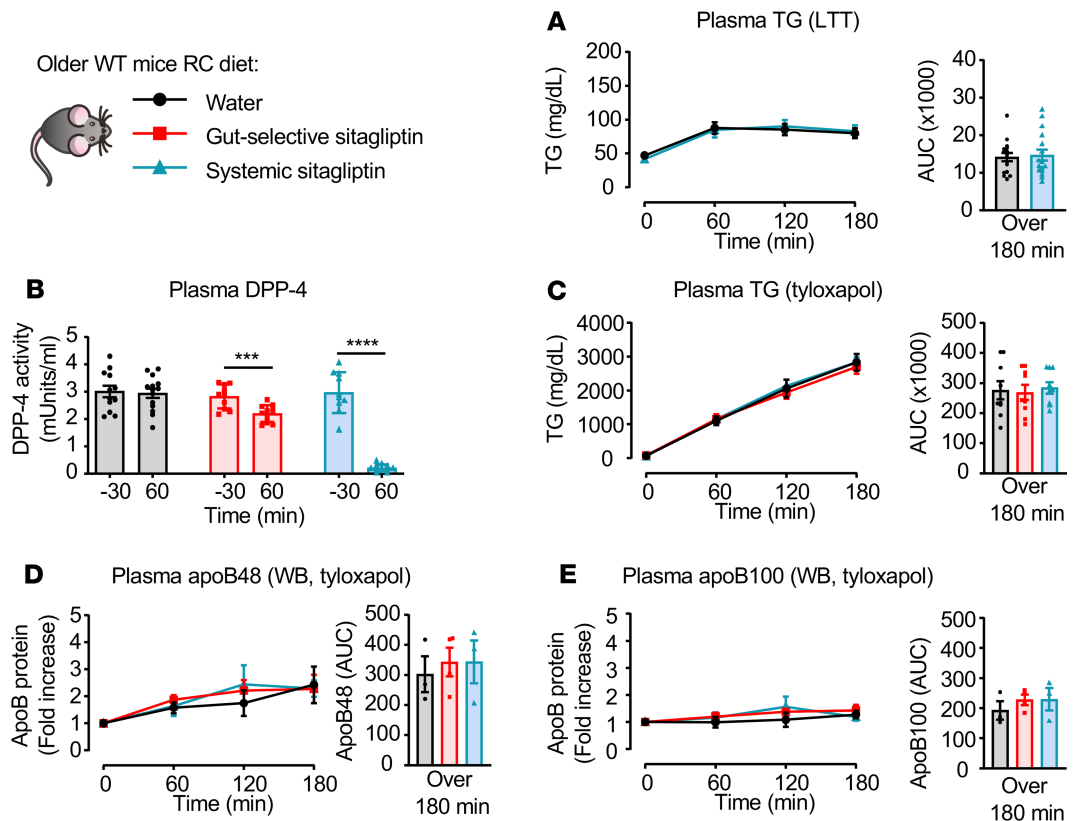 Older WT mice RC diet:
Water
Gut-selective sitagliptin
Systemic sitagliptin
A
Plasma TG (LTT)
TG (mg/dL)
200
150
100
50
0
0 60 120 180
Time (min)
AUC (x1000)
40
30
20
10
0
Over
180 min
B
Plasma DPP-4
DPP-4 activity
(mUnits/ml)
5
4
3
2
1
0
***
****
-30 60 -30 60 -30 60
Time (min)
C
Plasma TG (tyloxapol)
TG (mg/dL)
4000
3000
2000
1000
0
0 60 120 180
Time (min)
AUC (x1000)
500
400
300
200
100
0
Over
180 min
D
Plasma apoB48 (WB, tyloxapol)
ApoB protein
(Fold increase)
5
4
3
2
1
0
0 60 120 180
Time (min)
ApoB48 (AUC)
500
400
300
200
100
0
Over
180 min
E
Plasma apoB100 (WB, tyloxapol)
ApoB protein
(Fold increase)
5
4
3
2
1
0
0 60 120 180
Time (min)
ApoB100 (AUC)
500
400
300
200
100
0
Over
180 min